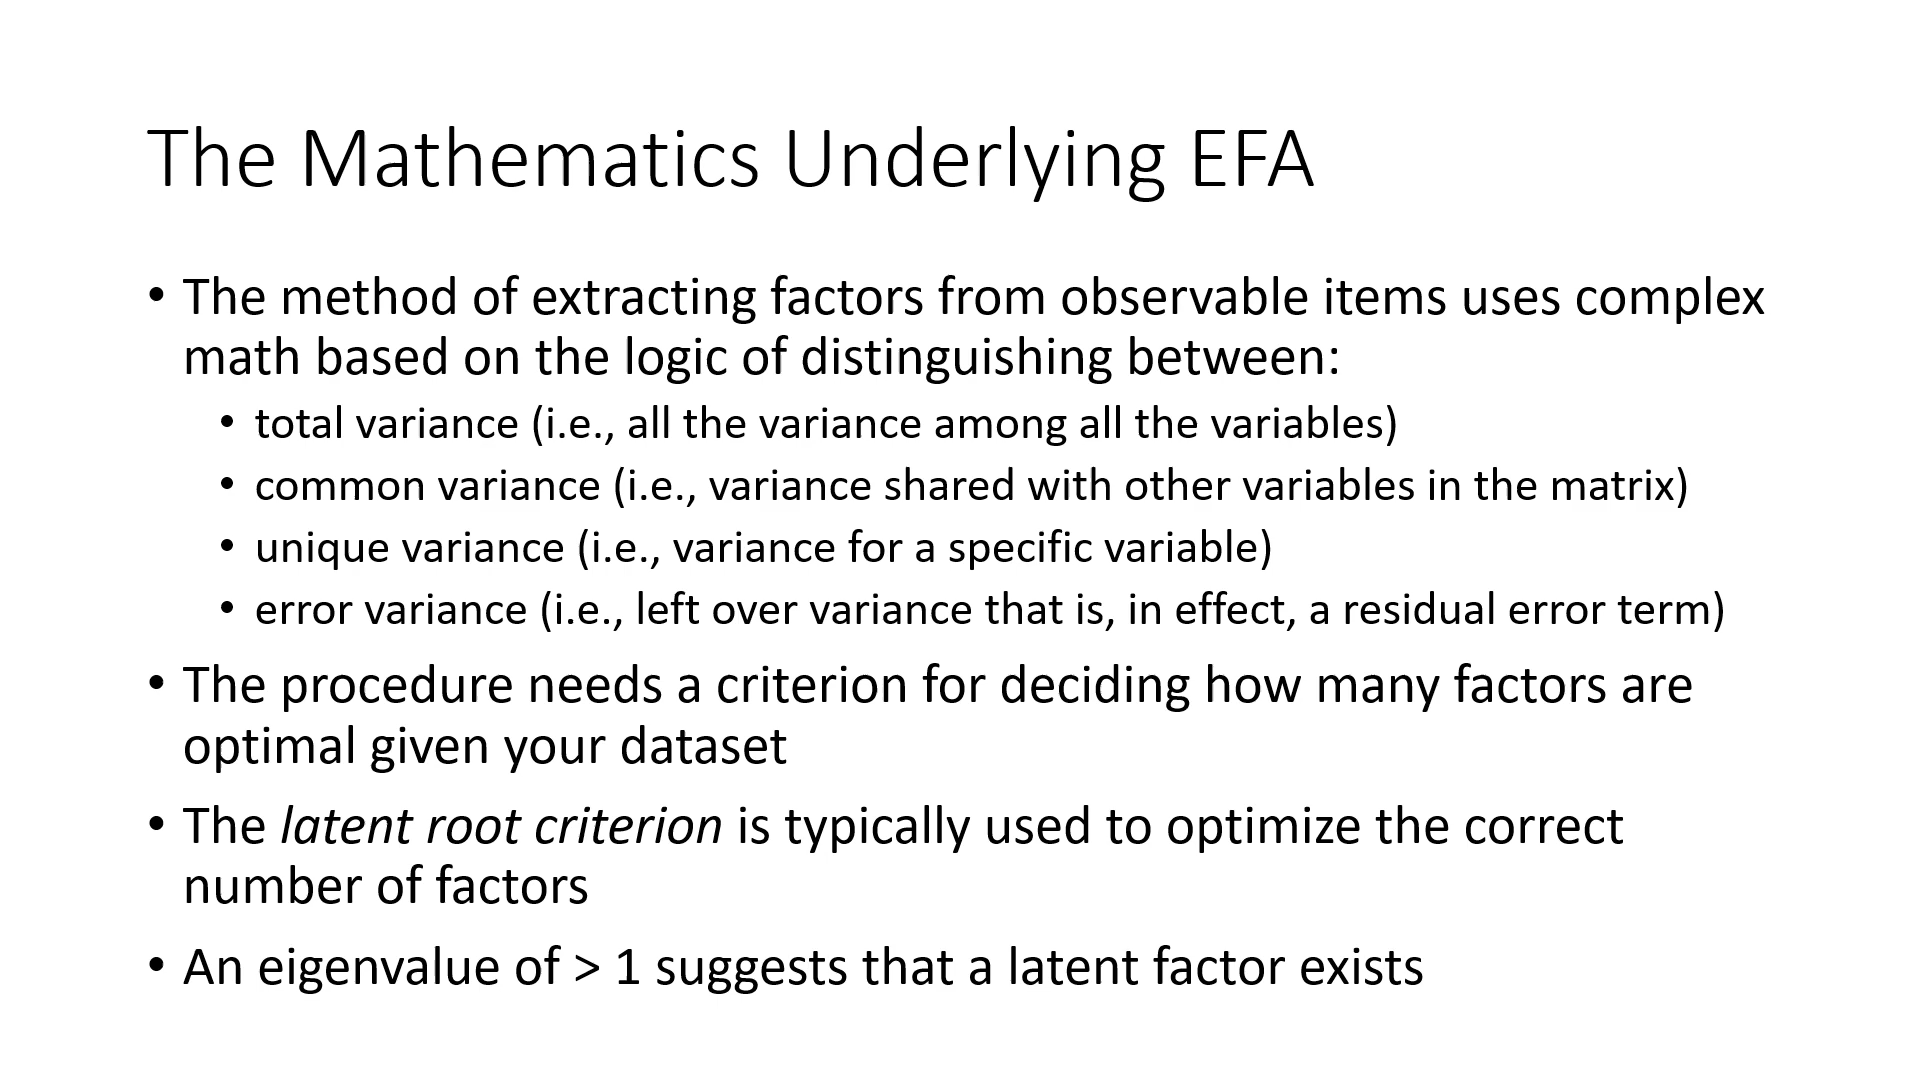 The Mathematics Underlying EFA
• The method of extracting factors from observable items uses complex
math based on the logic of distinguishing between:
• total variance (i.e., all the variance among all the variables)
• common variance (i.e., variance shared with other variables in the matrix)
• unique variance (i.e., variance for a specific variable)
• error variance (i.e., left over variance that is, in effect, a residual error term)
• The procedure needs a criterion for deciding how many factors are
optimal given your dataset
• The latent root criterion is typically used to optimize the correct
number of factors
• An eigenvalue of > 1 suggests that a latent factor exists